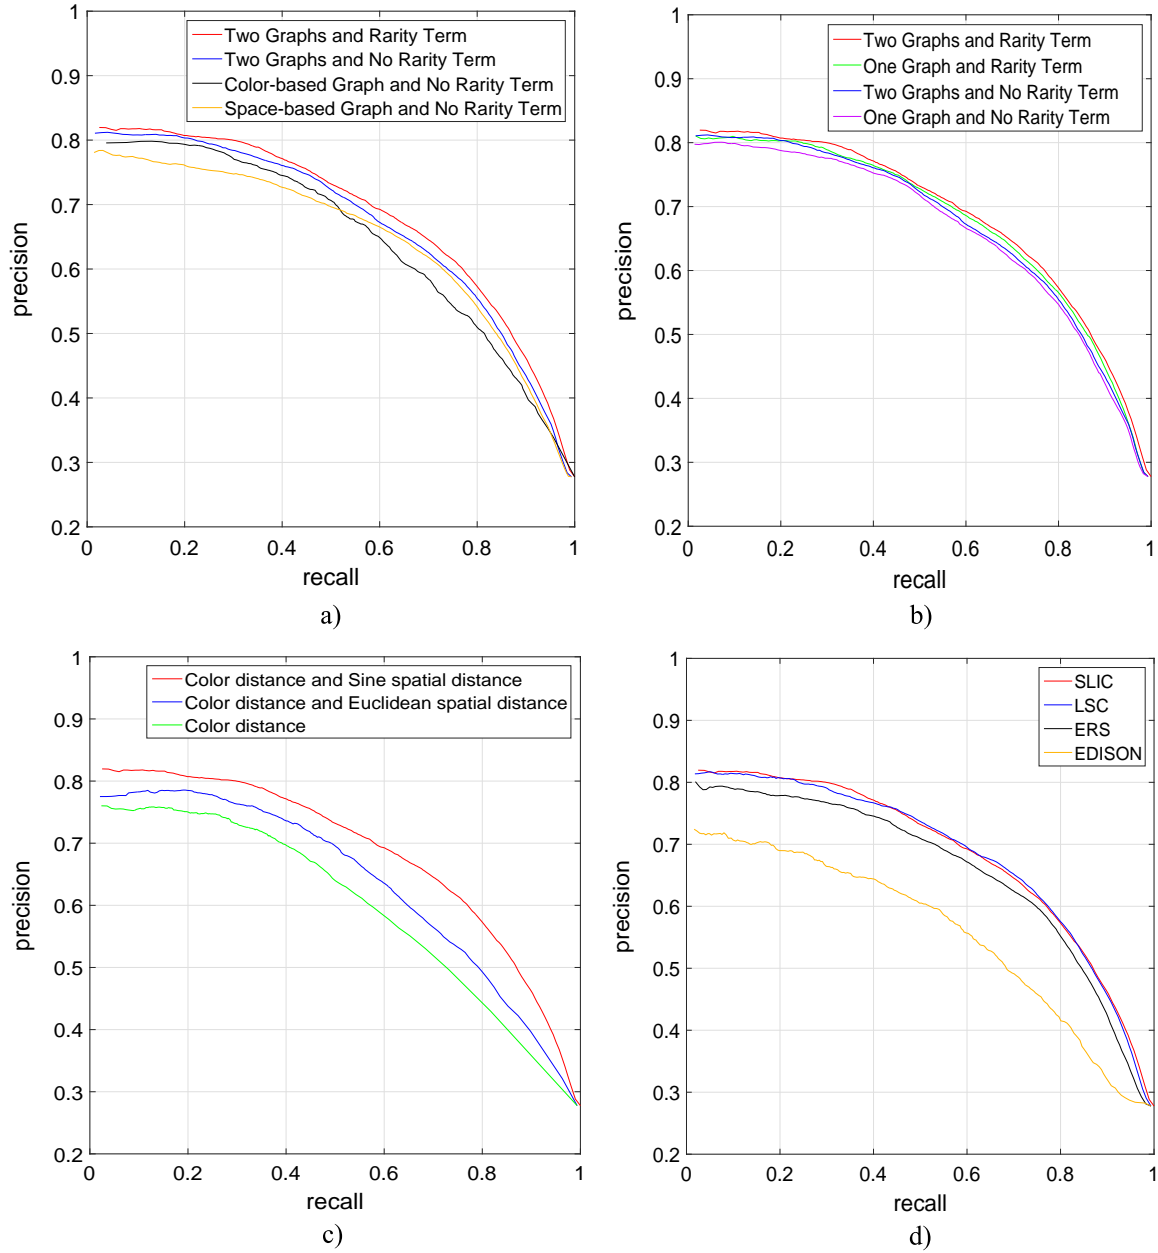 1
0.9
0.8
0.7
0.6
0.5
0.4
0.3
0.2
0
0.2
0.4
0.6
0.8
1
precision
recall
Two Graphs and Rarity Term
Two Graphs and No Rarity Term
Color-based Graph and No Rarity Term
Space-based Graph and No Rarity Term
a)
1
0.9
0.8
0.7
0.6
0.5
0.4
0.3
0.2
0
0.2
0.4
0.6
0.8
1
precision
recall
Two Graphs and Rarity Term
One Graph and Rarity Term
Two Graphs and No Rarity Term
One Graph and No Rarity Term
b)
1
0.9
0.8
0.7
0.6
0.5
0.4
0.3
0.2
0
0.2
0.4
0.6
0.8
1
precision
recall
Color distance and Sine spatial distance
Color distance and Euclidean spatial distance
Color distance
c)
1
0.9
0.8
0.7
0.6
0.5
0.4
0.3
0.2
0
0.2
0.4
0.6
0.8
1
precision
recall
SLIC
LSC
ERS
EDISON
d)